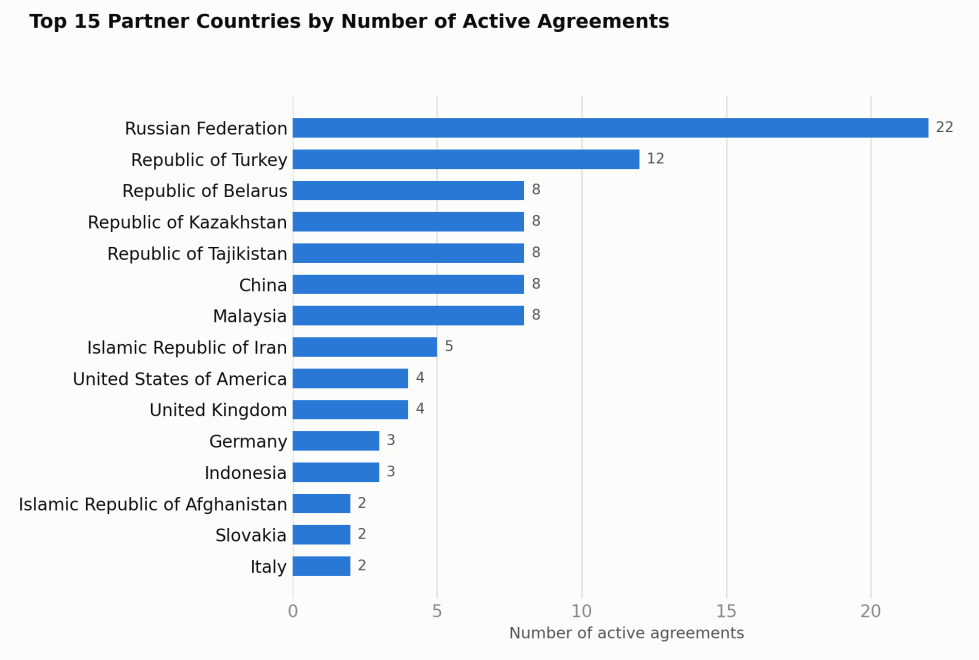 Top 15 Partner Countries by Number of Active Agreements
Russian Federation 22
Republic of Turkey 12
Republic of Belarus 8
Republic of Kazakhstan 8
Republic of Tajikistan 8
China 8
Malaysia 8
Islamic Republic of Iran 5
United States of America 4
United Kingdom 4
Germany 3
Indonesia 3
Islamic Republic of Afghanistan 2
Slovakia 2
Italy 2
0 5 10 15 20
Number of active agreements